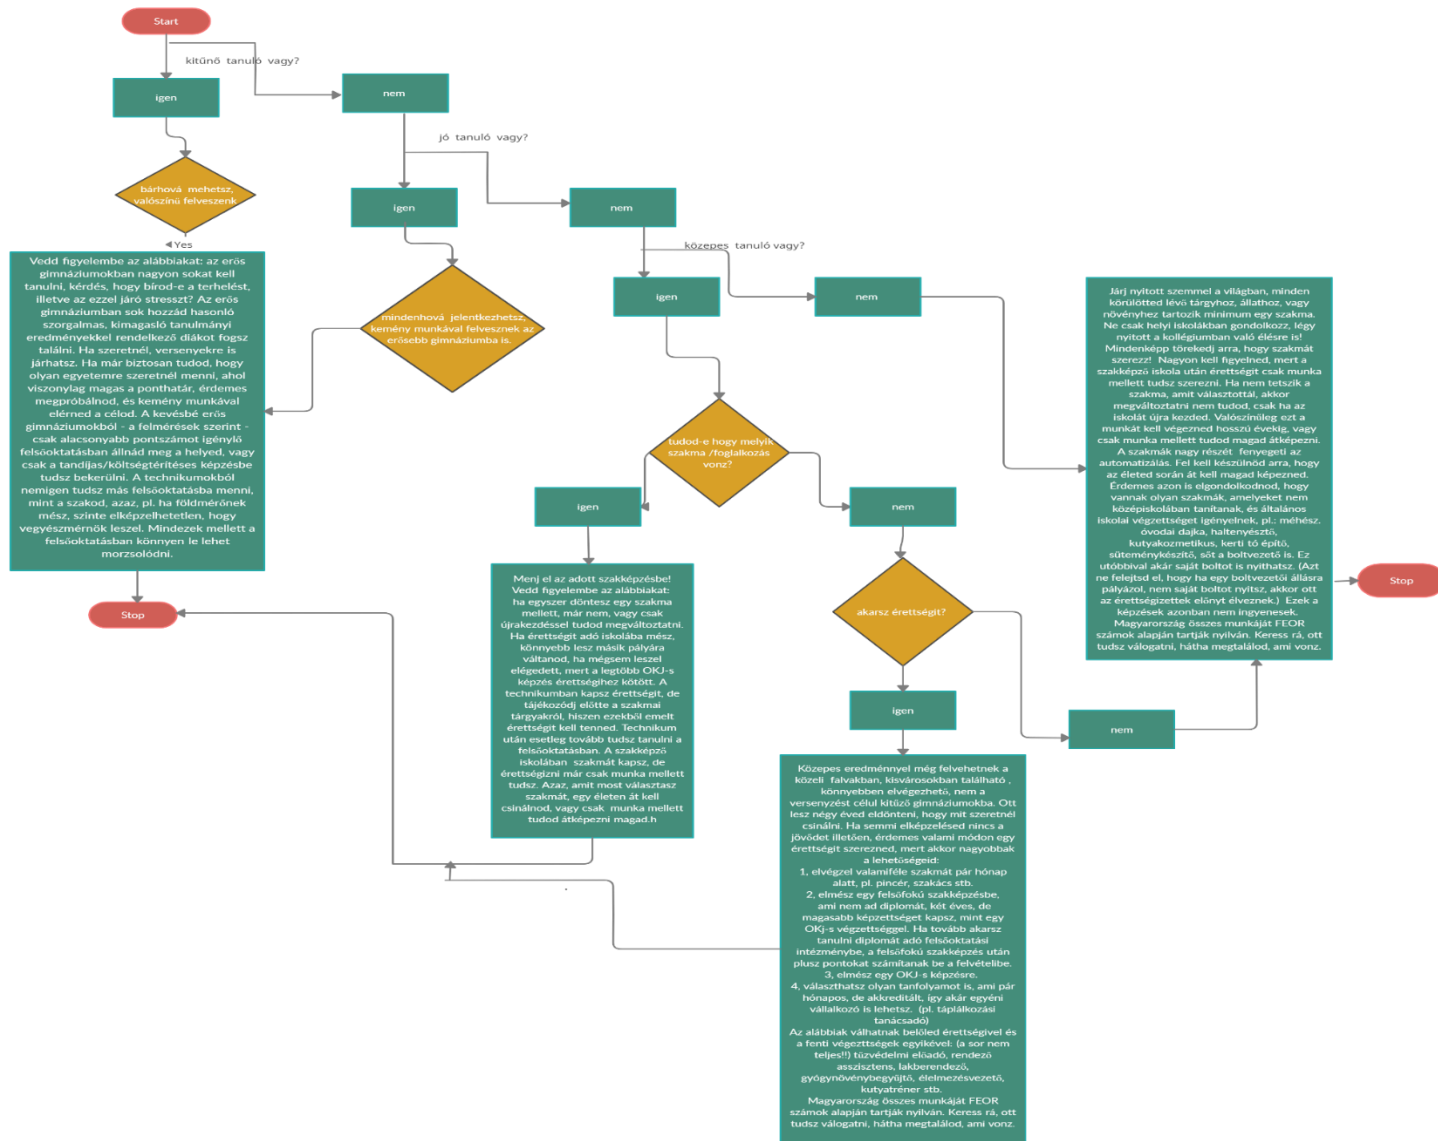 Start
kitűnő tanuló vagy?
igen
nem
bárhová mehetsz,
valószínű felveszenk
Yes
jó tanuló vagy?
igen
nem
mindenhová jelentkezhetsz,
kemény munkával felvesznek az
erősebb gimnáziumba is.
Vedd figyelembe az alábbiakat: az erős
gimnáziumokban nagyon sokat kell
tanulni, kérdés, hogy bírod-e a terhelést,
illetve az ezzel járó stresszt? Az erős
gimnáziumban sok hozzád hasonló
szorgalmas, kimagasló tanulmányi
eredményekkel rendelkező diákot fogsz
találni. Ha szeretnél, versenyekre is
járhatsz. Ha már biztosan tudod, hogy
olyan egyetemre szeretnél menni, ahol
viszonylag magas a ponthatár, érdemes
megpróbálnod, és kemény munkával
elérned a célod. A kevésbé erős
gimnáziumokból - a felmérések szerint -
csak alacsonyabb pontszámot igénylő
felsőoktatásban állnád meg a helyed, vagy
csak a tandíjas/költségtérítéses képzésbe
tudsz bekerülni. A technikumokból
nemigen tudsz más felsőoktatásba menni,
mint a szakod, azaz, pl. ha földmérőnek
mész, szinte elképzelhetetlen, hogy
vegyészmérnök leszel. Mindezek mellett a
felsőoktatásban könnyen le lehet
morzsolódni.
Stop
közepes tanuló vagy?
igen
nem
tudod-e hogy melyik
szakma /foglalkozás
vonz?
igen
nem
Menj el az adott szakképzésbe!
Vedd figyelembe az alábbiakat:
ha egyszer döntesz egy szakma
mellett, már nem, vagy csak
újrakezdéssel tudod megváltoztatni.
Ha érettségit adó iskolába mész,
könnyebb lesz másik pályára
váltanod, ha mégsem leszel
elégedett, mert a legtöbb OKJ-s
képzés érettségihez kötött. A
technikumban kapsz érettségit, de
tájékozódj előtte a szakmai
tárgyakról, hiszen ezekből emelt
érettségit kell tenned. Technikum
után esetleg tovább tudsz tanulni a
felsőoktatásban. A szakképző
iskolában szakmát kapsz, de
érettségizni már csak munka mellett
tudsz. Azaz, amit most választasz
szakmát, egy életen át kell
csinálnod, vagy csak munka mellett
tudod átképezni magad.h
akarsz érettségit?
igen
nem
Közepes eredménnyel még felvehetnek a
közeli falvakban, kisvárosokban található ,
könnyebben elvégezhető, nem a
versenyzést célul kitűző gimnáziumokba. Ott
lesz négy éved eldönteni, hogy mit szeretnél
csinálni. Ha semmi elképzelésed nincs a
jövődet illetően, érdemes valami módon egy
érettségit szerezned, mert akkor nagyobbak
a lehetőségeid:
1, elvégzel valamiféle szakmát pár hónap
alatt, pl. pincér, szakács stb.
2, elmész egy felsőfokú szakképzésbe,
ami nem ad diplomát, két éves, de
magasabb képzettséget kapsz, mint egy
OKj-s végzettséggel. Ha tovább akarsz
tanulni diplomát adó felsőoktatási
intézménybe, a felsőfokú szakképzés után
plusz pontokat számítanak be a felvételibe.
3, elmész egy OKJ-s képzésre.
4, választhatsz olyan tanfolyamot is, ami pár
hónapos, de akkreditált, így akár egyéni
vállalkozó is lehetsz. (pl. táplálkozási
tanácsadó)
Az alábbiak válhatnak belőled érettségivel és
a fenti végezttségek egyikével: (a sor nem
teljes!!) tűzvédelmi előadó, rendező
asszisztens, lakberendező,
gyógynövénybegyűjtő, élelmezésvezető,
kutyatréner stb.
Magyarország összes munkáját FEOR
számok alapján tartják nyilván. Keress rá, ott
tudsz válogatni, hátha megtalálod, ami vonz.
Járj nyitott szemmel a világban, minden
körülötted lévő tárgyhoz, állathoz, vagy
növényhez tartozik minimum egy szakma.
Ne csak helyi iskolákban gondolkozz, légy
nyitott a kollégiumban való élésre is!
Mindenképp törekedj arra, hogy szakmát
szerezz! Nagyon kell figyelned, mert a
szakképző iskola után érettségit csak munka
mellett tudsz szerezni. Ha nem tetszik a
szakma, amit választottál, akkor
megváltoztatni nem tudod, csak ha az
iskolát újra kezded. Valószínűleg ezt a
munkát kell végezned hosszú évekig, vagy
csak munka mellett tudod magad átképezni.
A szakmák nagy részét fenyegeti az
automatizálás. Fel kell készülnöd arra, hogy
az életed során át kell magad képezned.
Érdemes azon is elgondolkodnod, hogy
vannak olyan szakmák, amelyeket nem
középiskolában tanítanak, és általános
iskolai végzettséget igényelnek, pl.: méhész,
óvodai dajka, haltenyésztő,
kutyakozmetikus, kerti tó építő,
süteménykészítő, sőt a boltvezető is. Ez
utóbbival akár saját boltot is nyithatsz. (Azt
ne felejtsd el, hogy ha egy boltvezetői állásra
pályázol, nem saját boltot nyitsz, akkor ott
az érettségizettek előnyt élveznek.) Ezek a
képzések azonban nem ingyenesek.
Magyarország összes munkáját FEOR
számok alapján tartják nyilván. Keress rá, ott
tudsz válogatni, hátha megtalálod, ami vonz.
Stop